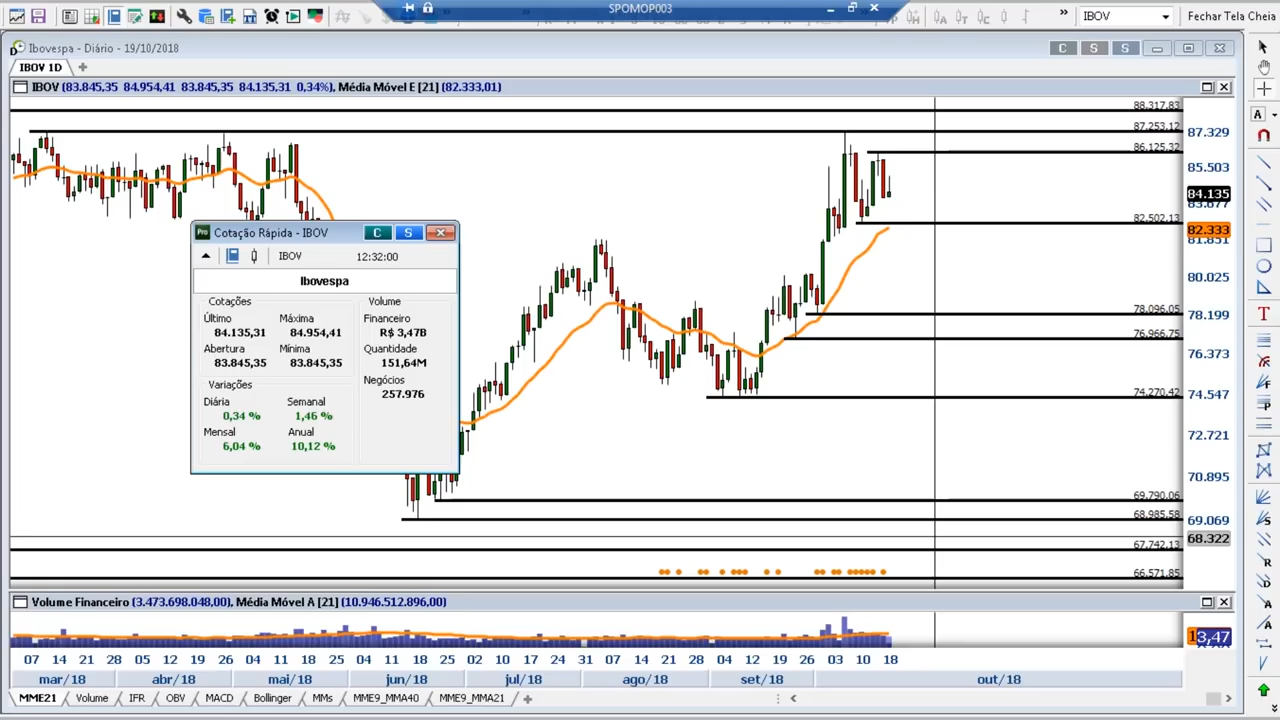 SPOMOP003
IBOV
Fechar Tela Cheia
Ibovespa - Diário - 19/10/2018
C S S
IBOV 1D
IBOV (83.845,35 84.954,41 83.845,35 84.135,31 0,34%), Média Móvel E [21] (82.333,01)
88.317,83
87.253,12
86.125,32
82.502,13
78.096,05
76.966,75
74.270,42
69.790,06
68.985,58
67.742,13
66.571,85
87.329
85.503
84.135
83.677
82.333
81.851
80.025
78.199
76.373
74.547
72.721
70.895
69.069
68.322
Cotação Rápida - IBOV
C S
IBOV 12:32:00
Ibovespa
Cotações Volume
Último Máxima Financeiro
84.135,31 84.954,41 R$ 3,47B
Abertura Mínima Quantidade
83.845,35 83.845,35 151,64M
Variações Negócios
Diária Semanal 257.976
0,34 % 1,46 %
Mensal Anual
6,04 % 10,12 %
Volume Financeiro (3.473.698.048,00), Média Móvel A [21] (10.946.512.896,00)
3,47
07 14 21 28 05 12 19 26 04 11 18 25 04 11 18 25 02 10 17 24 31 07 14 21 28 04 12 19 26 03 10 18
mar/18 abr/18 mai/18 jun/18 jul/18 ago/18 set/18 out/18
MME21 Volume IFR OBV MACD Bollinger MMs MME9_MMA40 MME9_MMA21